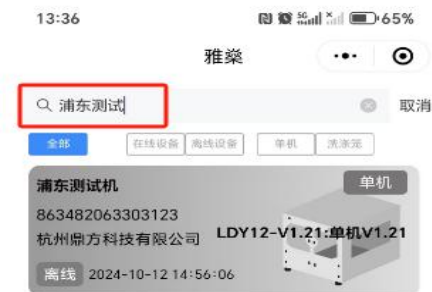 13:36 5G 65%
雅燊
浦东测试 取消
全部 在线设备 离线设备 单机 洗涤笼
浦东测试机 单机
863482063303123
杭州鼎方科技有限公司 LDY12-V1.21:单机V1.21
离线 2024-10-12 14:56:06